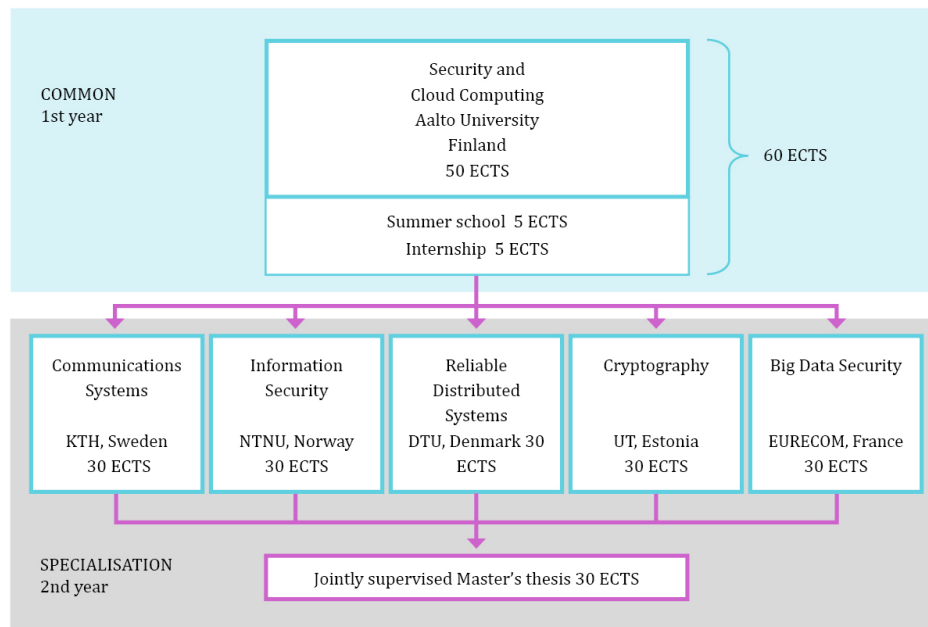 COMMON
1st year
Security and
Cloud Computing
Aalto University
Finland
50 ECTS
Summer school  5 ECTS
Internship  5 ECTS
60 ECTS
Communications
Systems
KTH, Sweden
30 ECTS
Information
Security
NTNU, Norway
30 ECTS
Reliable
Distributed
Systems
DTU, Denmark 30
ECTS
Cryptography
UT, Estonia
30 ECTS
Big Data Security
EURECOM, France
30 ECTS
SPECIALISATION
2nd year
Jointly supervised Master’s thesis 30 ECTS